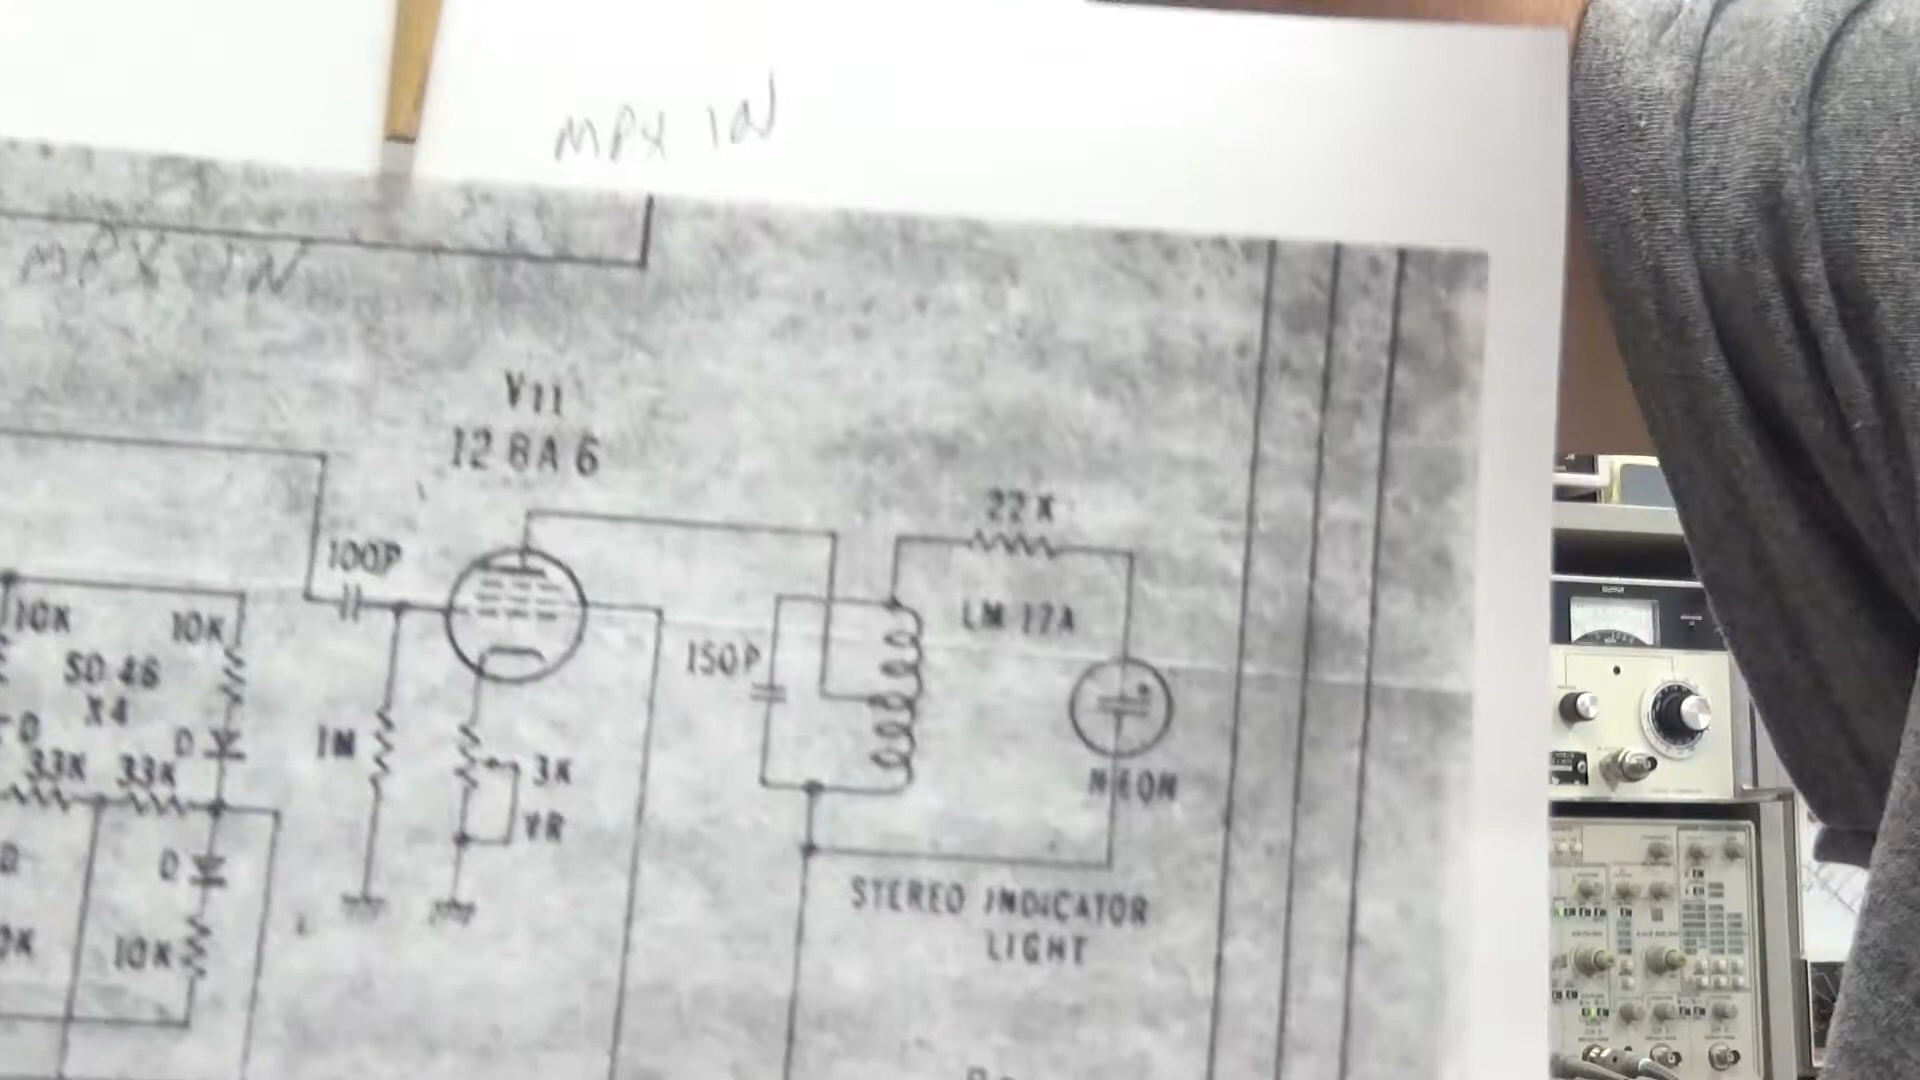 MPX IN
MPX IN
V11
12BA6
22K
100P
10K
10K
LM 17A
150P
SD 46
X4
1M
D
33K
33K
3K
NEON
VR
D
STEREO INDICATOR
LIGHT
10K